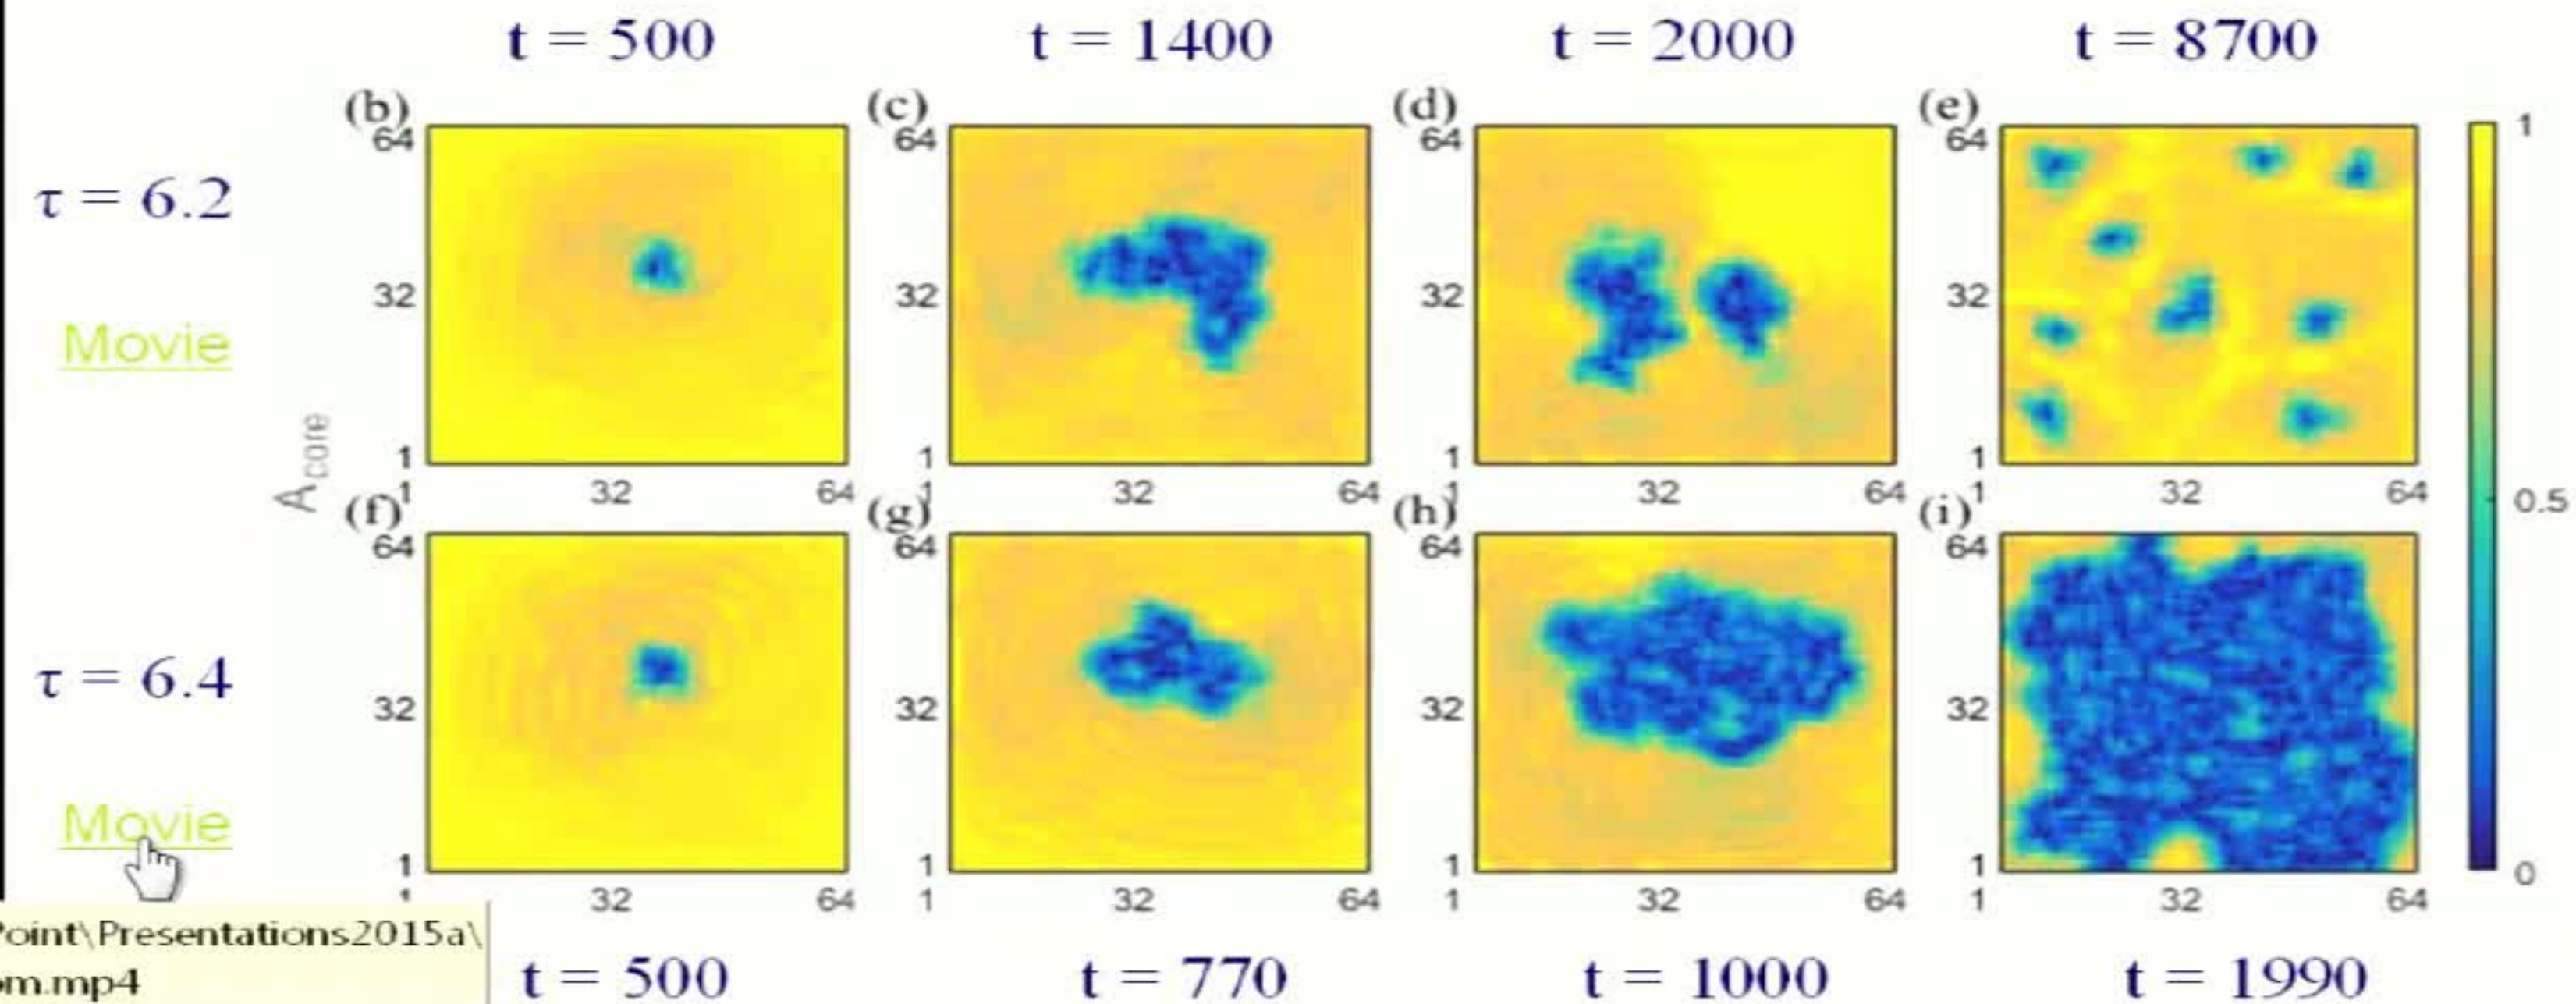 t = 500 t = 1400 t = 2000 t = 8700
(b) (c) (d) (e)
64 64 64 64 1
τ = 6.2
32 32 32 32
Movie
1 1 1 1
1 32 64 1 32 64 1 32 64 1 32 64 0.5
A core
(f) (g) (h) (i)
64 64 64 64
τ = 6.4
32 32 32 32
Movie
1 1 1 1 0
1 32 64 1 32 64 1 32 64 1 32 64
\Presentations2015a\
.mp4
t = 500 t = 770 t = 1000 t = 1990